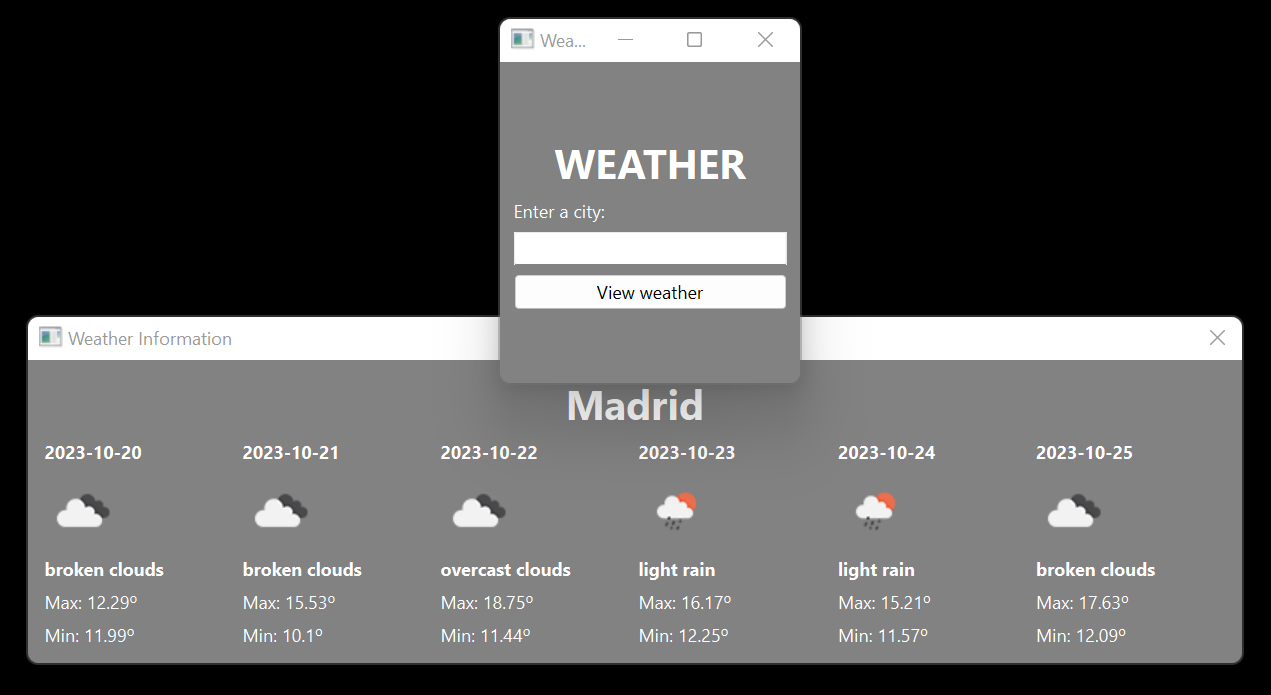 Wea...
WEATHER
Enter a city:
View weather
Weather Information
Madrid
2023-10-20 2023-10-21 2023-10-22 2023-10-23 2023-10-24 2023-10-25
broken clouds broken clouds overcast clouds light rain light rain broken clouds
Max: 12.29º Max: 15.53º Max: 18.75º Max: 16.17º Max: 15.21º Max: 17.63º
Min: 11.99º Min: 10.1º Min: 11.44º Min: 12.25º Min: 11.57º Min: 12.09º